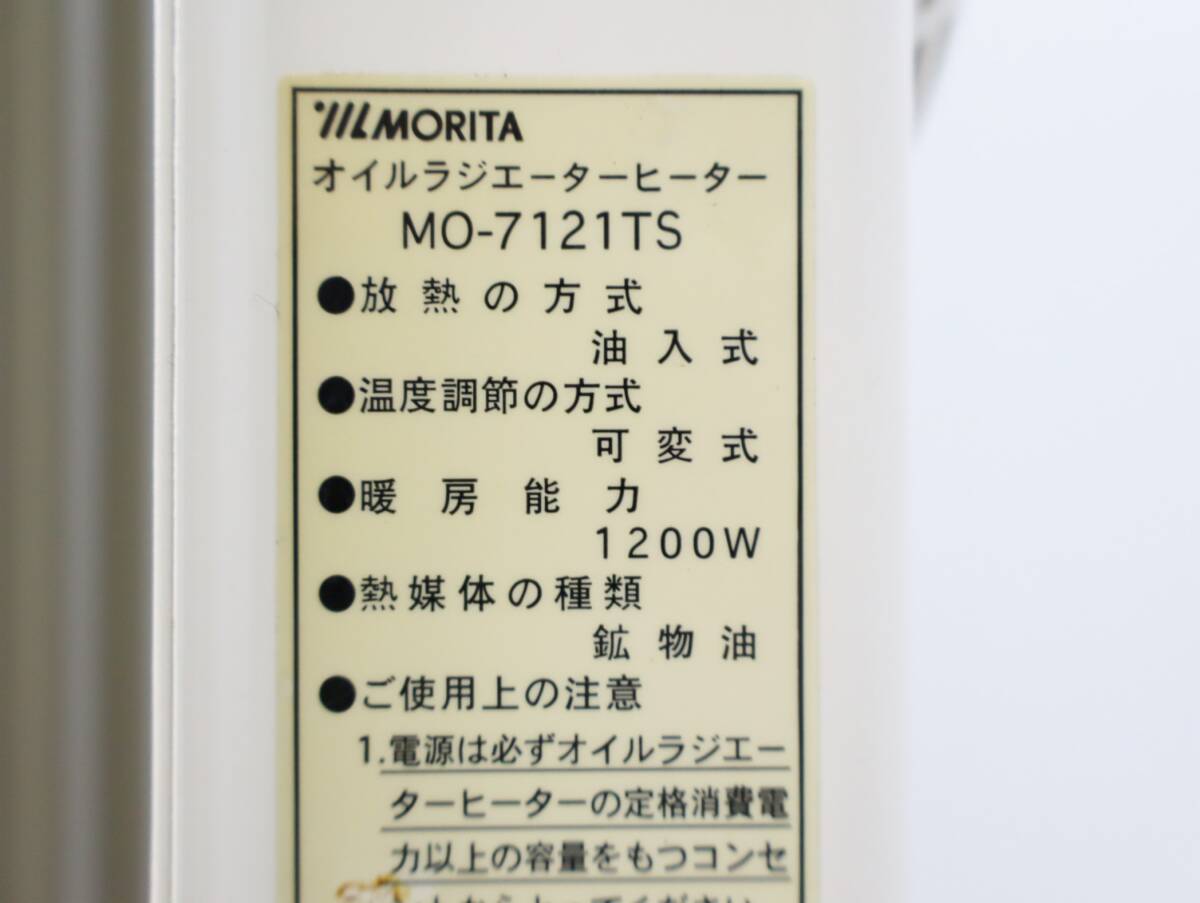 MORITA
オイルラジエーターヒーター
MO-7121TS
●放熱の方式
油入式
●温度調節の方式
可変式
●暖房能力
1200W
●熱媒体の種類
鉱物油
●ご使用上の注意
1.電源は必ずオイルラジエー
ターヒーターの定格消費電
力以上の容量をもつコンセ